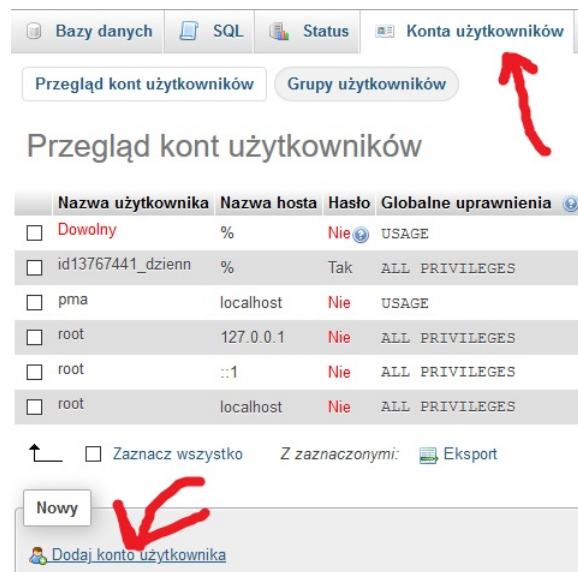 Bazy danych SQL Status Konta użytkowników
Przegląd kont użytkowników Grupy użytkowników
Przegląd kont użytkowników
Nazwa użytkownika Nazwa hosta Hasło Globalne uprawnienia
Dowolny % Nie USAGE
id13767441_dzienn % Tak ALL PRIVILEGES
pma localhost Nie USAGE
root 127.0.0.1 Nie ALL PRIVILEGES
root ::1 Nie ALL PRIVILEGES
root localhost Nie ALL PRIVILEGES
Zaznacz wszystko Z zaznaczonymi: Eksport
Nowy
Dodaj konto użytkownika